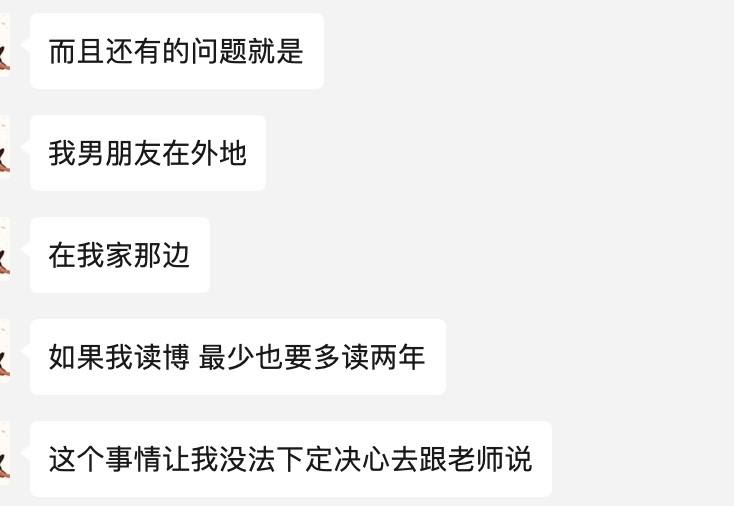 而且还有的问题就是
我男朋友在外地
在我家那边
如果我读博 最少也要多读两年
这个事情让我没法下定决心去跟老师说